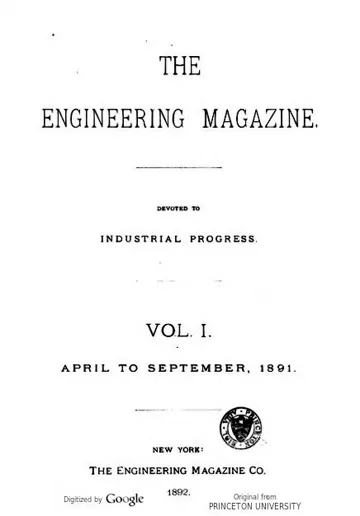 THE
ENGINEERING MAGAZINE.
DEVOTED TO
INDUSTRIAL PROGRESS.
VOL. I.
APRIL TO SEPTEMBER, 1891.
NEW YORK:
THE ENGINEERING MAGAZINE CO.
1892.
Digitized by Google
Original from
PRINCETON UNIVERSITY